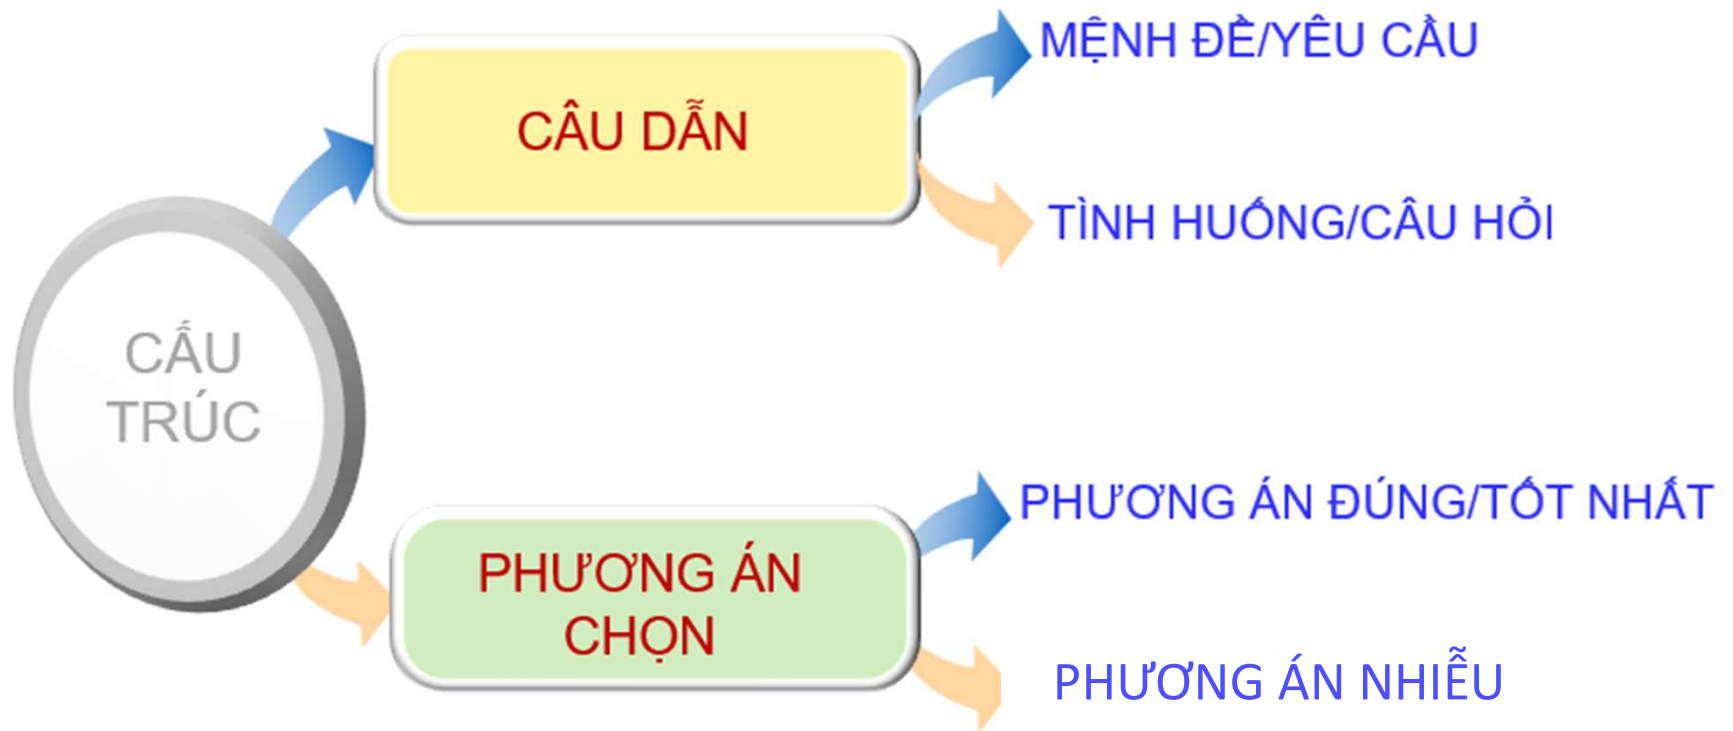 MỆNH ĐỀ/YÊU CẦU
CÂU DẪN
TÌNH HUỐNG/CÂU HỎI
CẤU
TRÚC
PHƯƠNG ÁN ĐÚNG/TỐT NHẤT
PHƯƠNG ÁN
CHỌN
PHƯƠNG ÁN NHIỄU